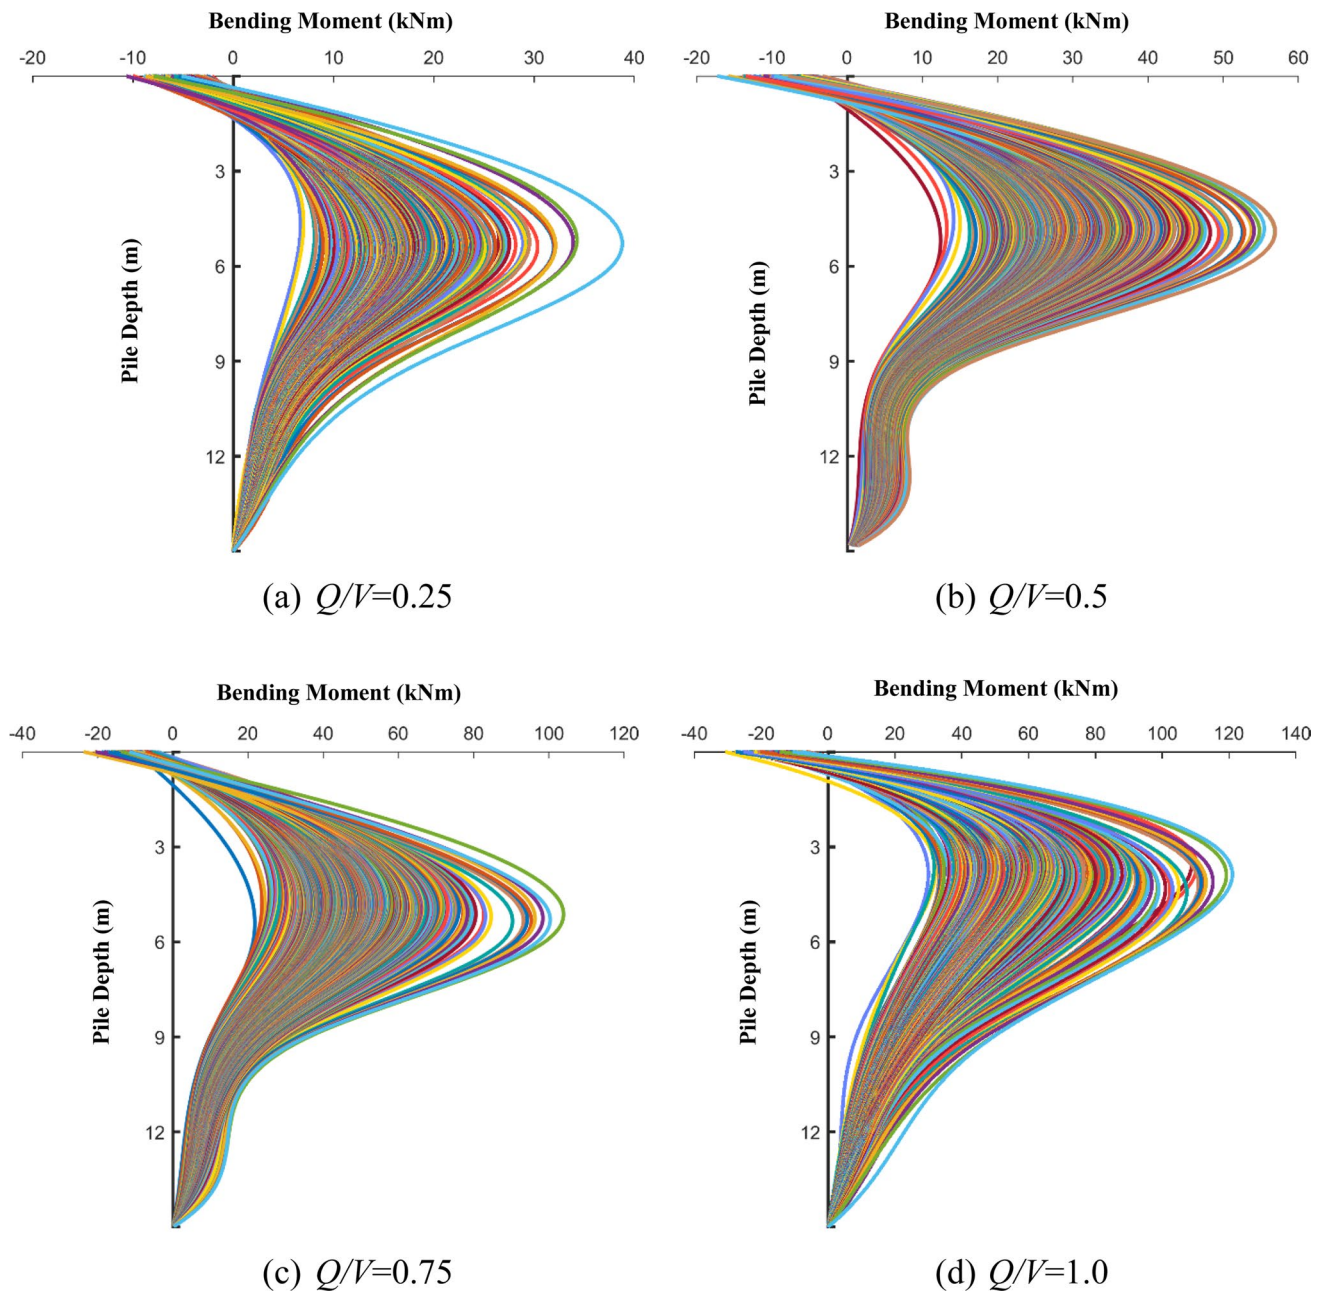 Bending Moment (kNm)
-20 -10 0 10 20 30 40
3
6
9
12
Pile Depth (m)
(a) Q/V=0.25
Bending Moment (kNm)
-20 -10 0 10 20 30 40 50 60
3
6
9
12
Pile Depth (m)
(b) Q/V=0.5
Bending Moment (kNm)
-40 -20 0 20 40 60 80 100 120
3
6
9
12
Pile Depth (m)
(c) Q/V=0.75
Bending Moment (kNm)
-40 -20 0 20 40 60 80 100 120 140
3
6
9
12
Pile Depth (m)
(d) Q/V=1.0